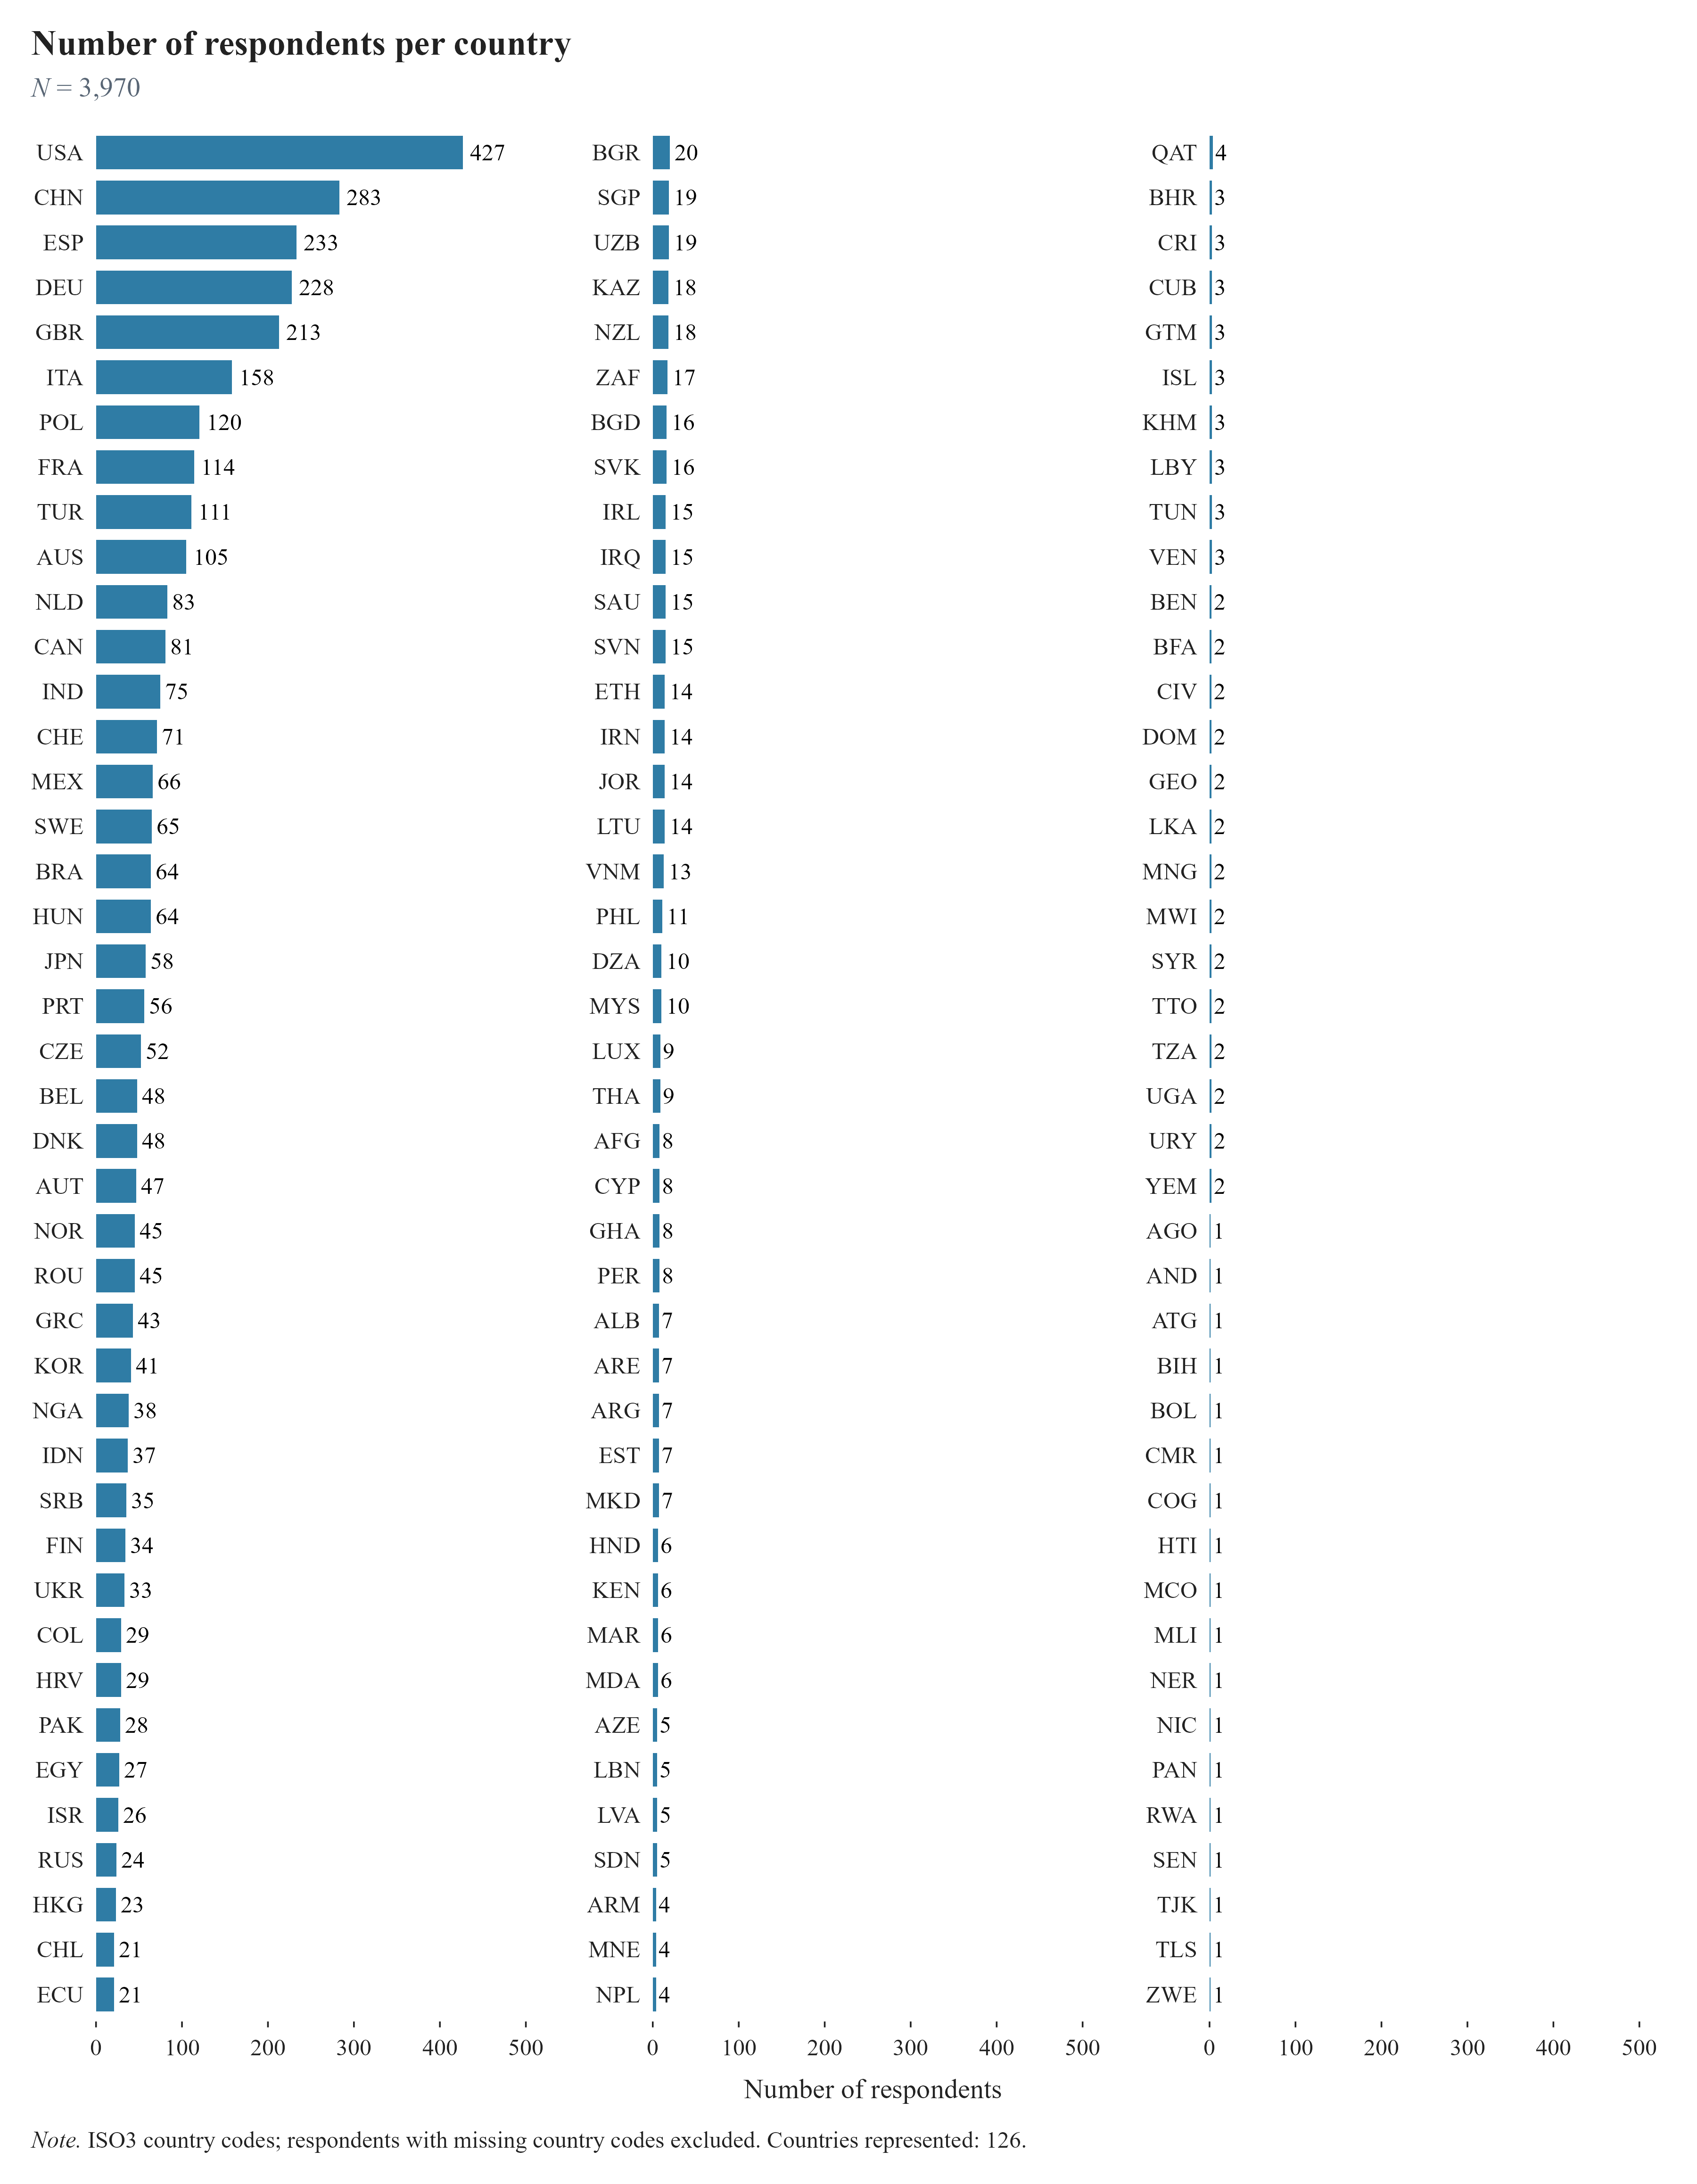 Number of respondents per country
N = 3,970
USA 427
CHN 283
ESP 233
DEU 228
GBR 213
ITA 158
POL 120
FRA 114
TUR 111
AUS 105
NLD 83
CAN 81
IND 75
CHE 71
MEX 66
SWE 65
BRA 64
HUN 64
JPN 58
PRT 56
CZE 52
BEL 48
DNK 48
AUT 47
NOR 45
ROU 45
GRC 43
KOR 41
NGA 38
IDN 37
SRB 35
FIN 34
UKR 33
COL 29
HRV 29
PAK 28
EGY 27
ISR 26
RUS 24
HKG 23
CHL 21
ECU 21
0 100 200 300 400 500
BGR 20
SGP 19
UZB 19
KAZ 18
NZL 18
ZAF 17
BGD 16
SVK 16
IRL 15
IRQ 15
SAU 15
SVN 15
ETH 14
IRN 14
JOR 14
LTU 14
VNM 13
PHL 11
DZA 10
MYS 10
LUX 9
THA 9
AFG 8
CYP 8
GHA 8
PER 8
ALB 7
ARE 7
ARG 7
EST 7
MKD 7
HND 6
KEN 6
MAR 6
MDA 6
AZE 5
LBN 5
LVA 5
SDN 5
ARM 4
MNE 4
NPL 4
0 100 200 300 400 500
QAT 4
BHR 3
CRI 3
CUB 3
GTM 3
ISL 3
KHM 3
LBY 3
TUN 3
VEN 3
BEN 2
BFA 2
CIV 2
DOM 2
GEO 2
LKA 2
MNG 2
MWI 2
SYR 2
TTO 2
TZA 2
UGA 2
URY 2
YEM 2
AGO 1
AND 1
ATG 1
BIH 1
BOL 1
CMR 1
COG 1
HTI 1
MCO 1
MLI 1
NER 1
NIC 1
PAN 1
RWA 1
SEN 1
TJK 1
TLS 1
ZWE 1
0 100 200 300 400 500
Number of respondents
Note. ISO3 country codes; respondents with missing country codes excluded. Countries represented: 126.